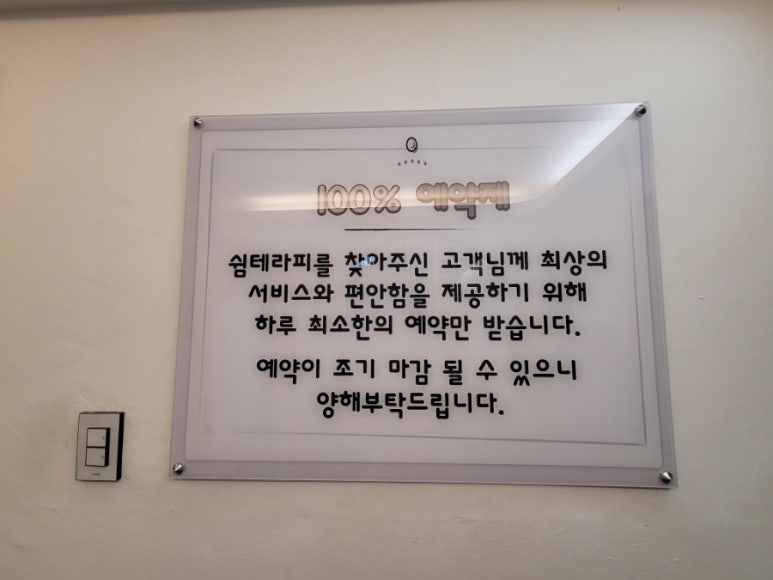 100% 예약제
쉼테라피를 찾아주신 고객님께 최상의
서비스와 편안함을 제공하기 위해
하루 최소한의 예약만 받습니다.
예약이 조기 마감 될 수 있으니
양해부탁드립니다.